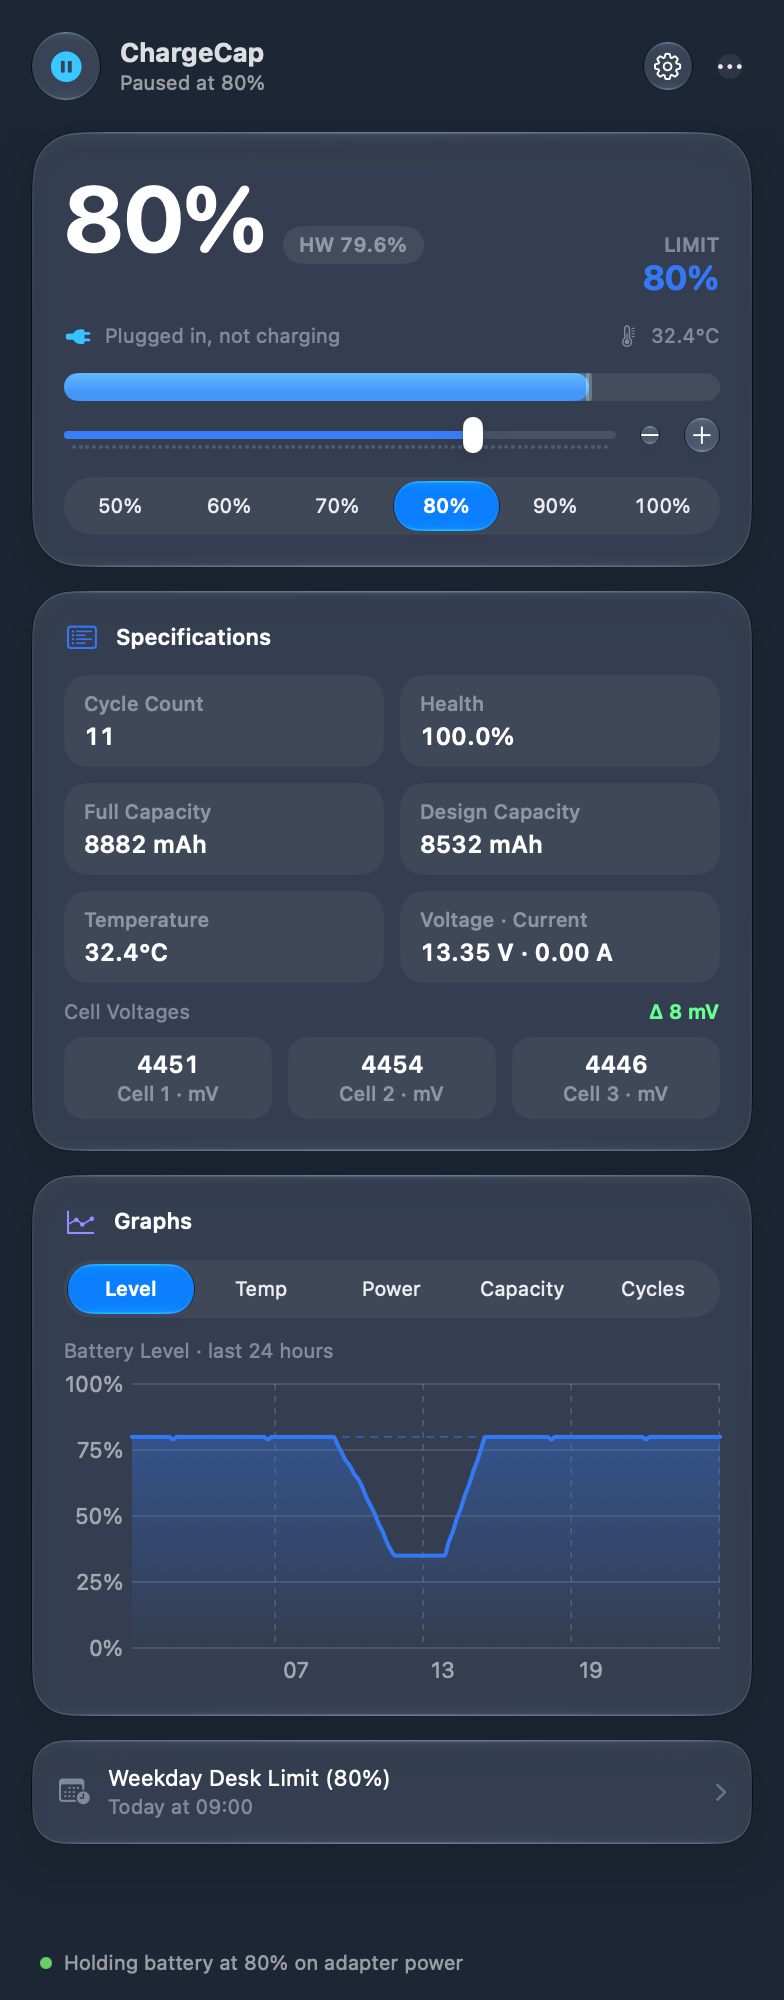 ChargeCap
Paused at 80%
80%
HW 79.6%
LIMIT
80%
Plugged in, not charging
32.4°C
50% 60% 70% 80% 90% 100%
Specifications
Cycle Count
11
Health
100.0%
Full Capacity
8882 mAh
Design Capacity
8532 mAh
Temperature
32.4°C
Voltage · Current
13.35 V · 0.00 A
Cell Voltages
Δ 8 mV
4451
Cell 1 · mV
4454
Cell 2 · mV
4446
Cell 3 · mV
Graphs
Level Temp Power Capacity Cycles
Battery Level · last 24 hours
100%
75%
50%
25%
0%
07 13 19
Weekday Desk Limit (80%)
Today at 09:00
Holding battery at 80% on adapter power